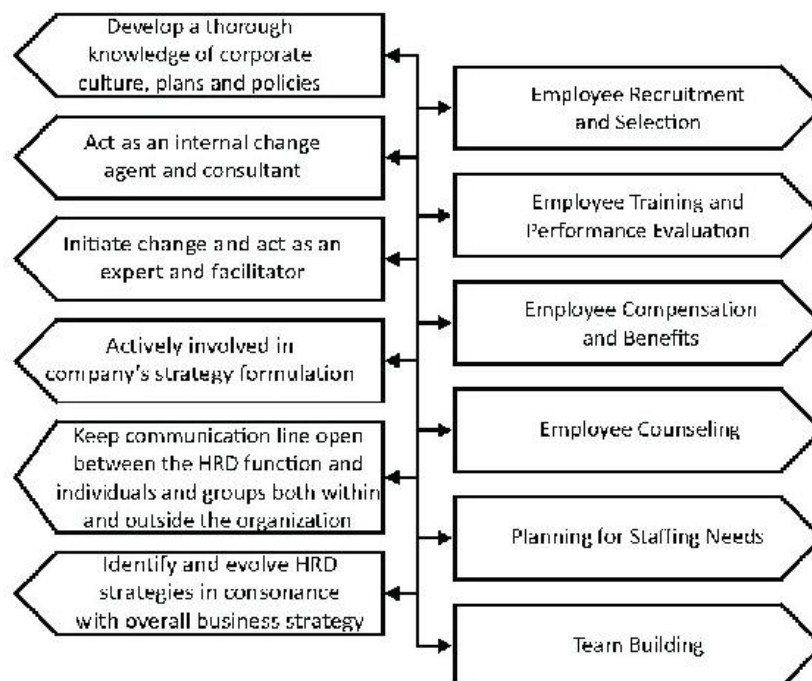 Develop a thorough
knowledge of corporate
culture, plans and policies
Act as an internal change
agent and consultant
Initiate change and act as an
expert and facilitator
Actively involved in
company's strategy formulation
Keep communication line open
between the HRD function and
individuals and groups both within
and outside the organization
Identify and evolve HRD
strategies in consonance
with overall business strategy
Employee Recruitment
and Selection
Employee Training and
Performance Evaluation
Employee Compensation
and Benefits
Employee Counseling
Planning for Staffing Needs
Team Building